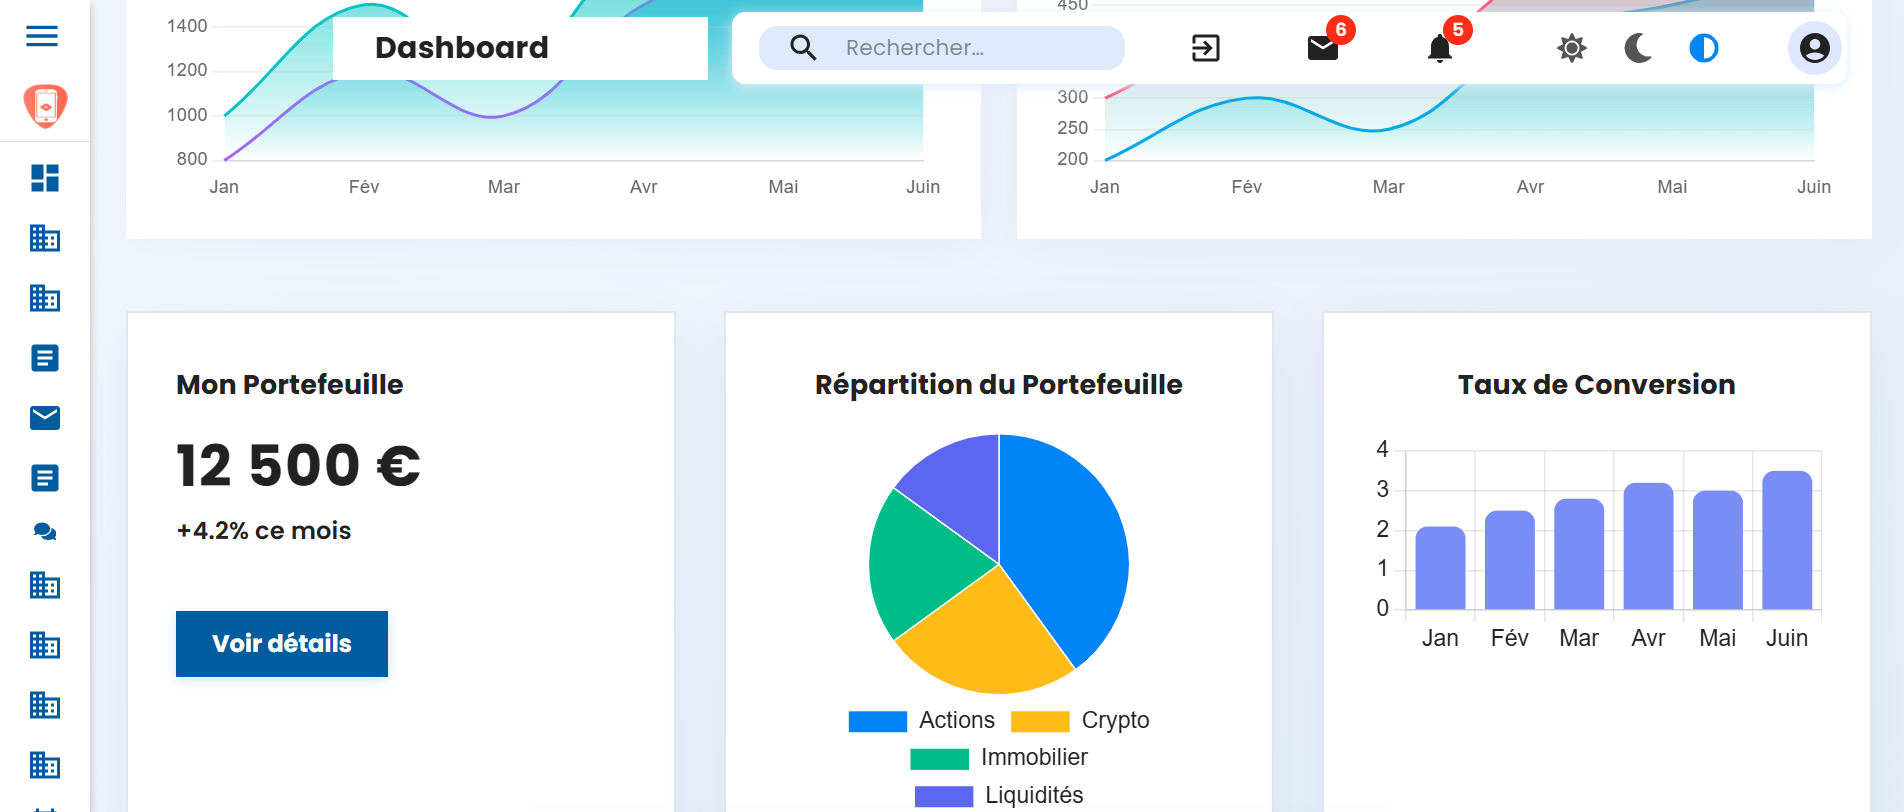 Dashboard
Rechercher...
6
5
1400
1200
1000
800
Jan Fév Mar Avr Mai Juin
450
300
250
200
Jan Fév Mar Avr Mai Juin
Mon Portefeuille
12 500 €
+4.2% ce mois
Voir détails
Répartition du Portefeuille
Actions Crypto
Immobilier
Liquidités
Taux de Conversion
4
3
2
1
0
Jan Fév Mar Avr Mai Juin